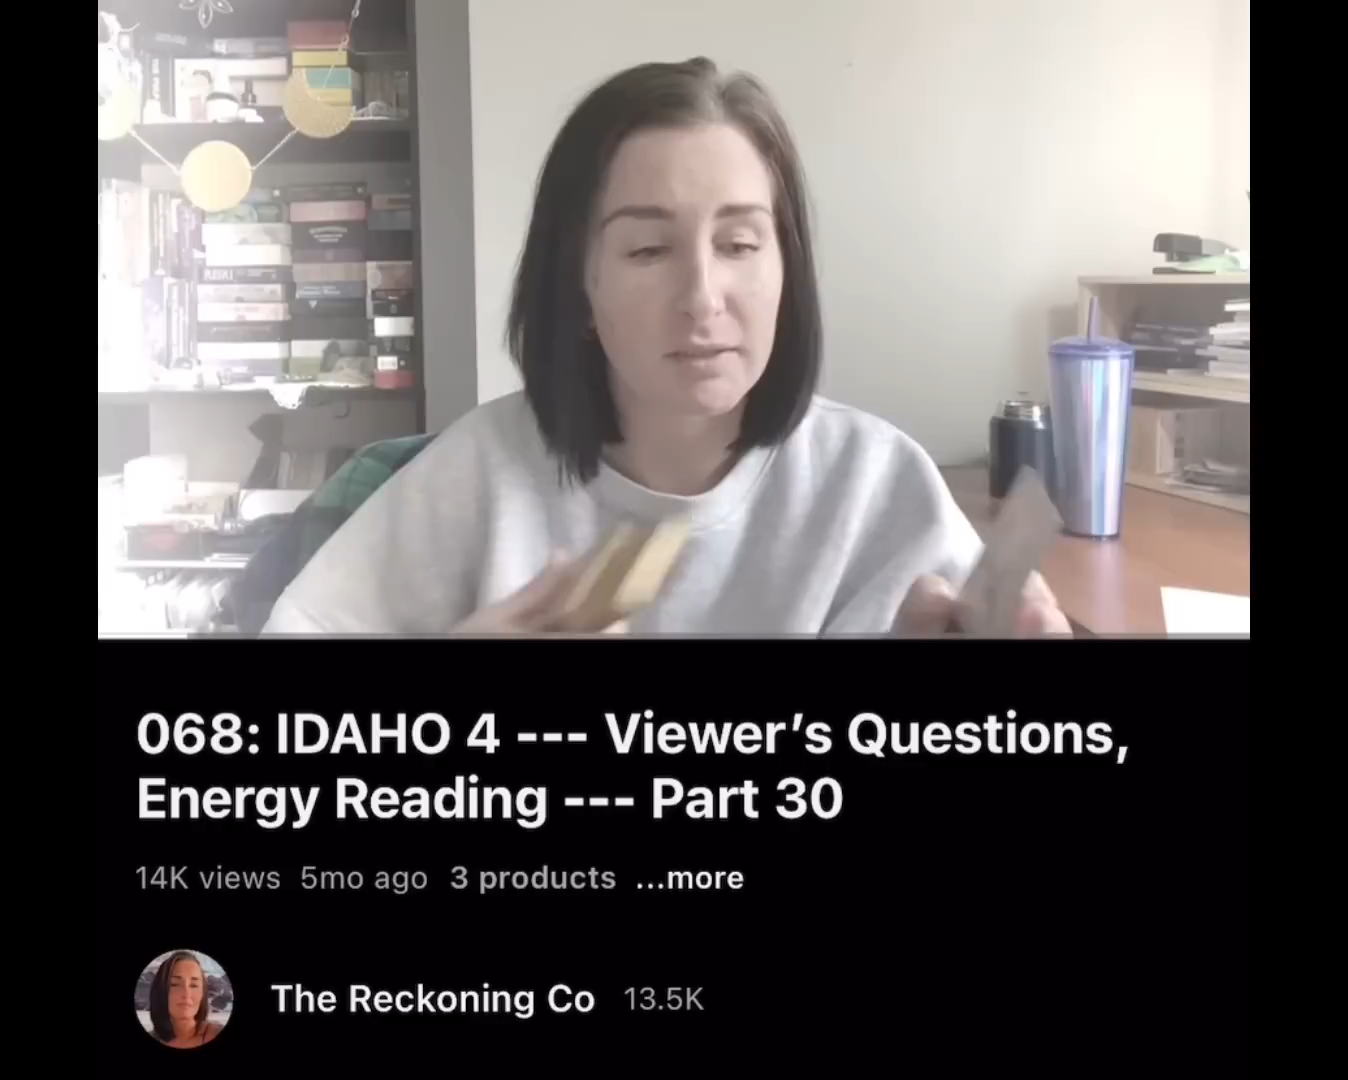 068: IDAHO 4 --- Viewer's Questions,
Energy Reading --- Part 30
14K views 5mo ago 3 products ...more
The Reckoning Co 13.5K